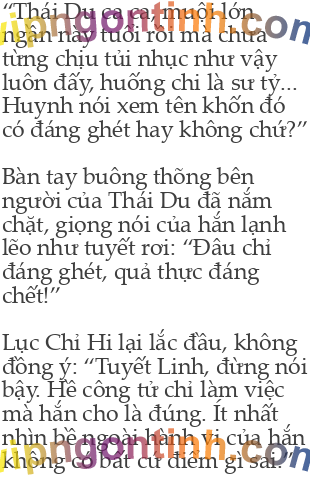 “Thái Du ca ca, muội lớn
ngần này tuổi rồi mà chưa
từng chịu tủi nhục như vậy
luôn đấy, huống chi là sư tỷ...
Huynh nói xem tên khốn đó
có đáng ghét hay không chứ?”
Bàn tay buông thõng bên
người của Thái Du đã nắm
chặt, giọng nói của hắn lạnh
lẽo như tuyết rơi: “Đâu chỉ
đáng ghét, quả thực đáng
chết!”
Lục Chỉ Hi lại lắc đầu, không
đồng ý: “Tuyết Linh, đừng nói
bậy. Hề công tử chỉ làm việc
mà hắn cho là đúng. Ít nhất
nhìn bề ngoài hành vi của hắn
không có bất cứ điểm gì sai.”
vipngontinh.com
vipngontinh.com